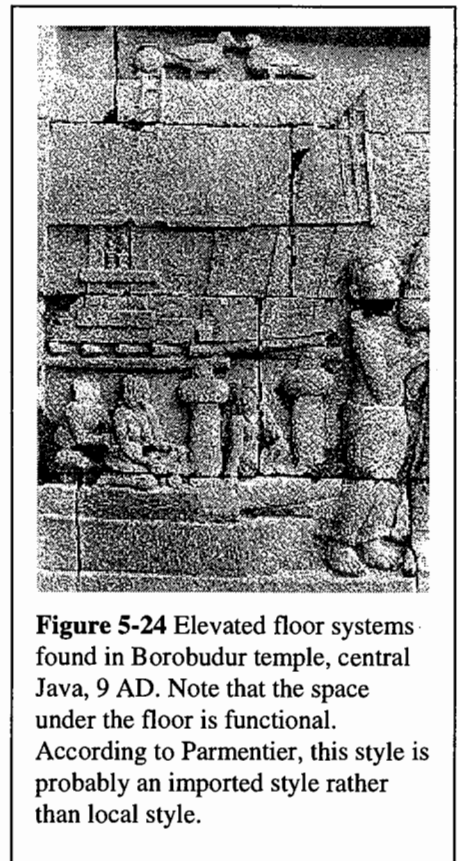 Figure 5-24 Elevated floor systems
found in Borobudur temple, central
Java, 9 AD. Note that the space
under the floor is functional.
According to Parmentier, this style is
probably an imported style rather
than local style.